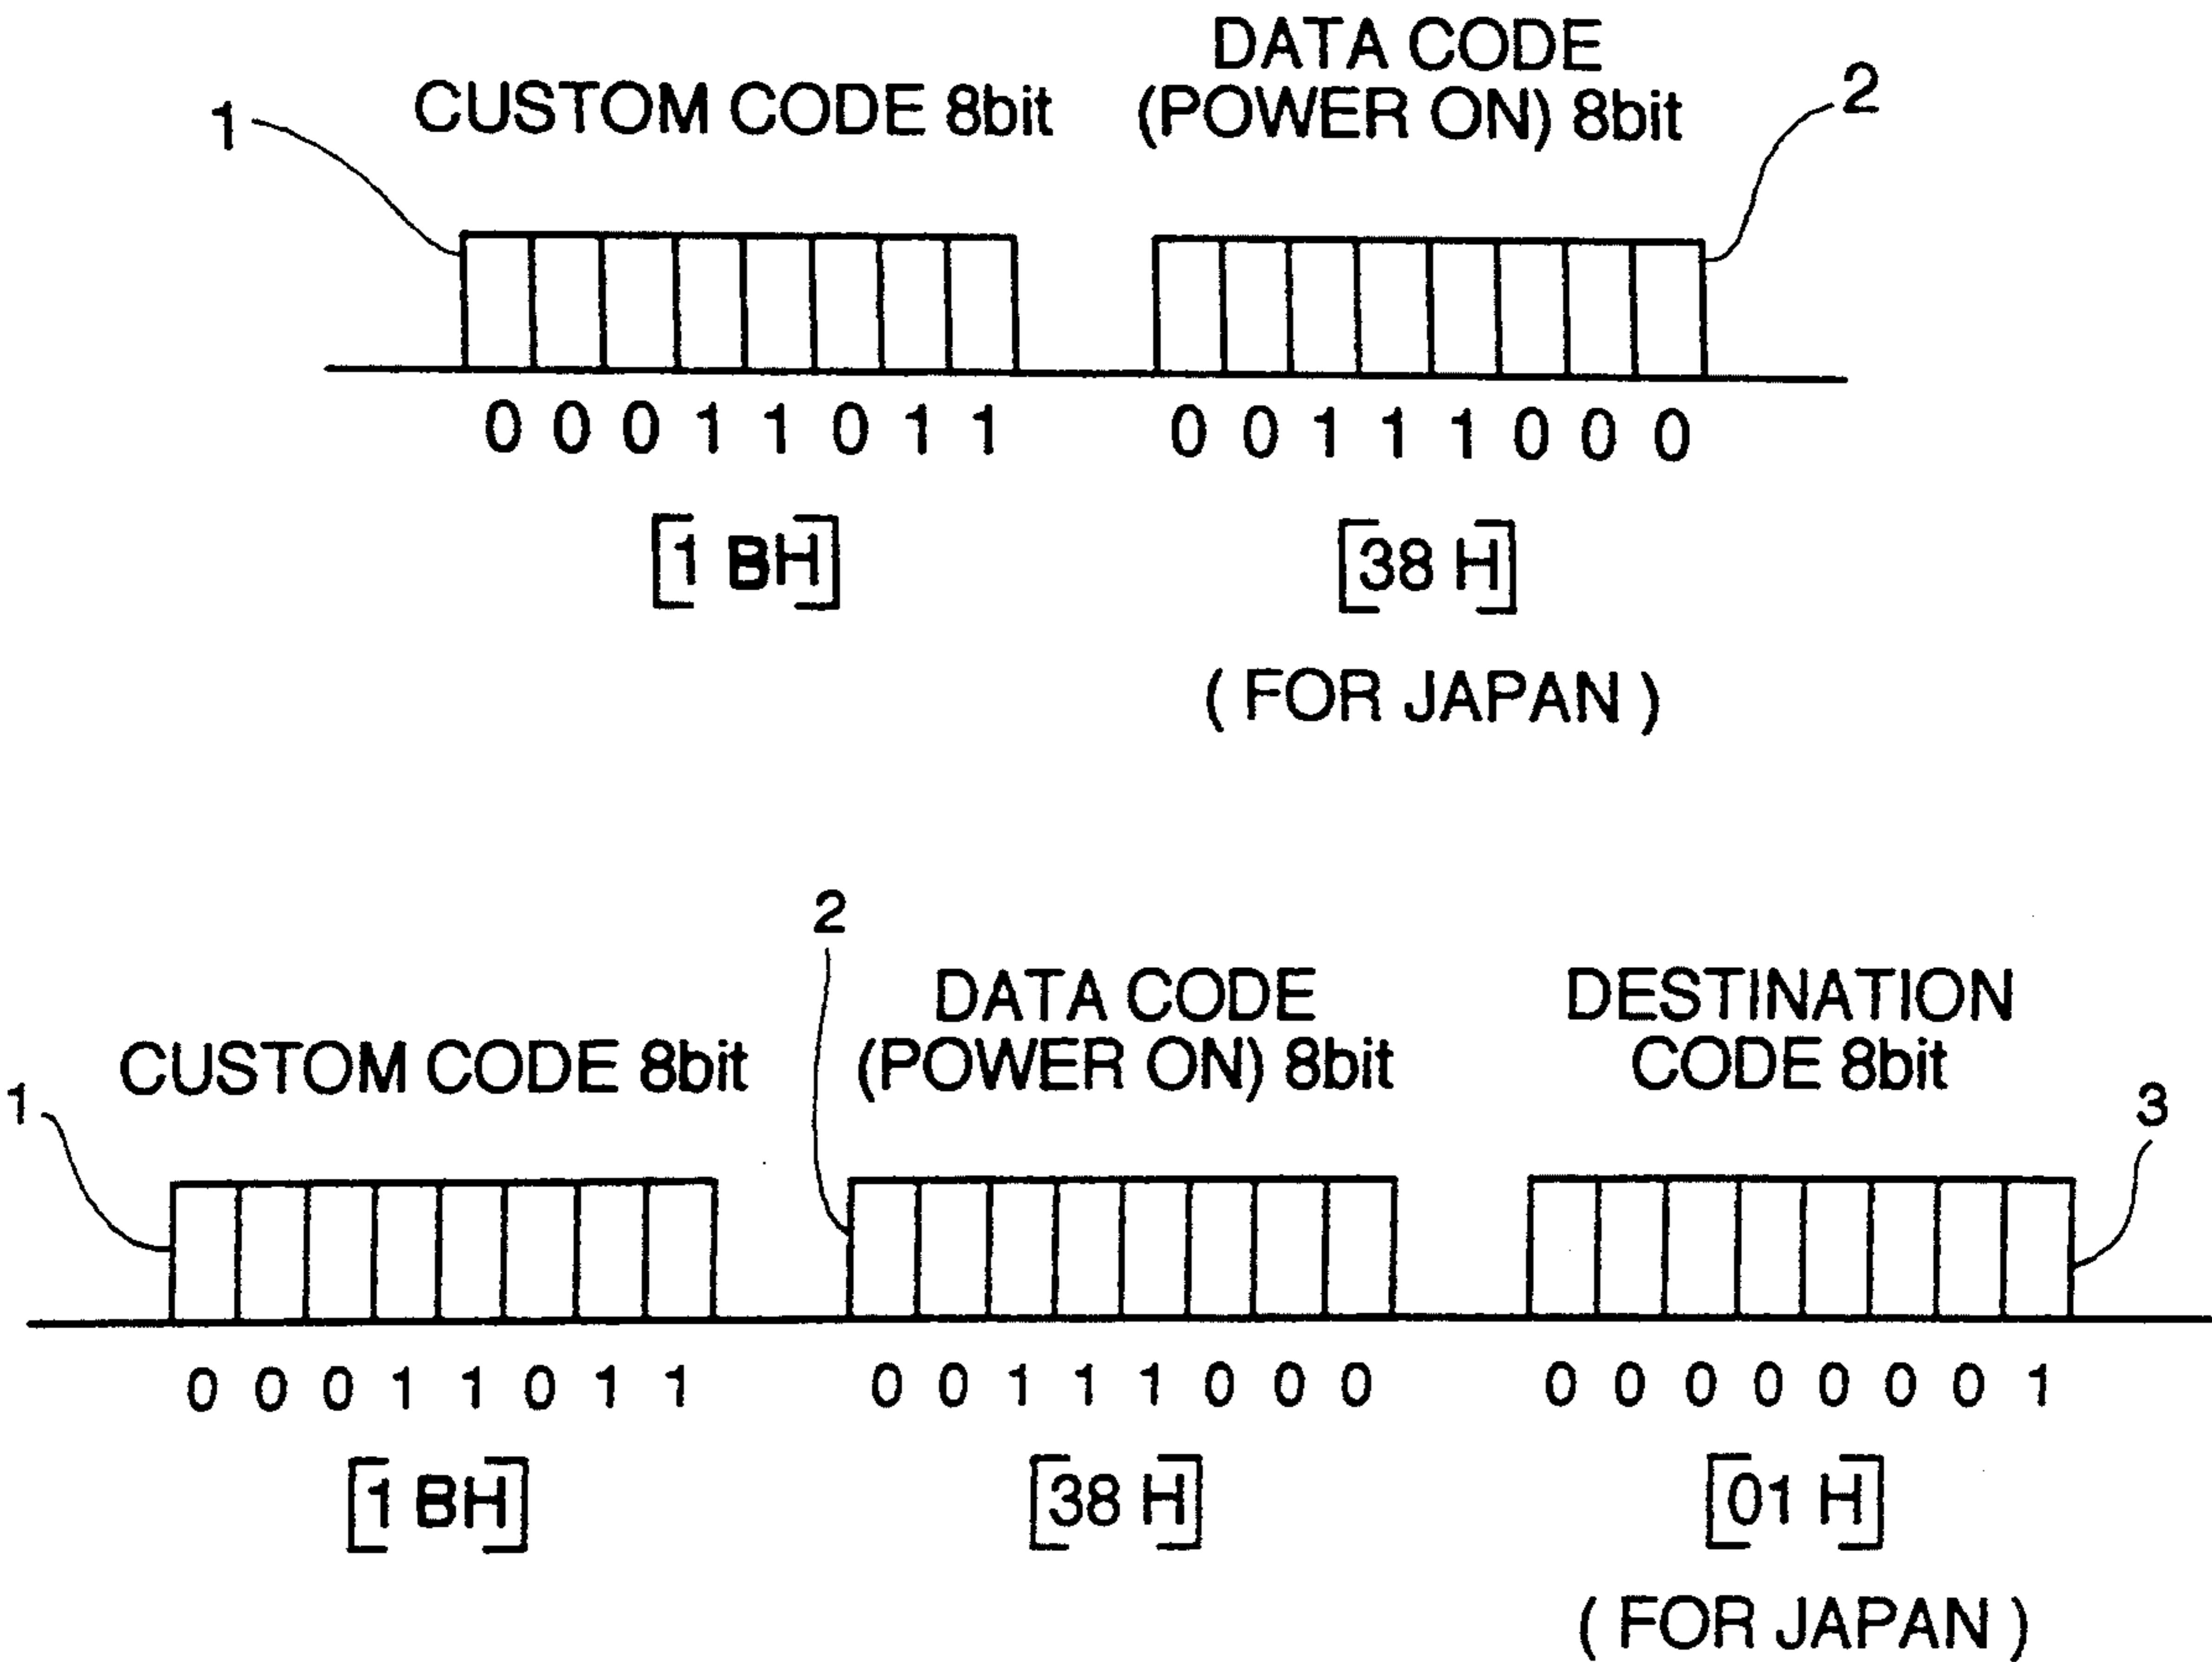 DATA CODE
1 CUSTOM CODE 8bit (POWER ON) 8bit 2
0 0 0 1 1 0 1 1 0 0 1 1 1 0 0 0
[1 BH] [38 H]
( FOR JAPAN )
2
DATA CODE DESTINATION
CUSTOM CODE 8bit (POWER ON) 8bit CODE 8bit
1 3
0 0 0 1 1 0 1 1 0 0 1 1 1 0 0 0 0 0 0 0 0 0 0 1
[1 BH] [38 H] [01 H]
( FOR JAPAN )